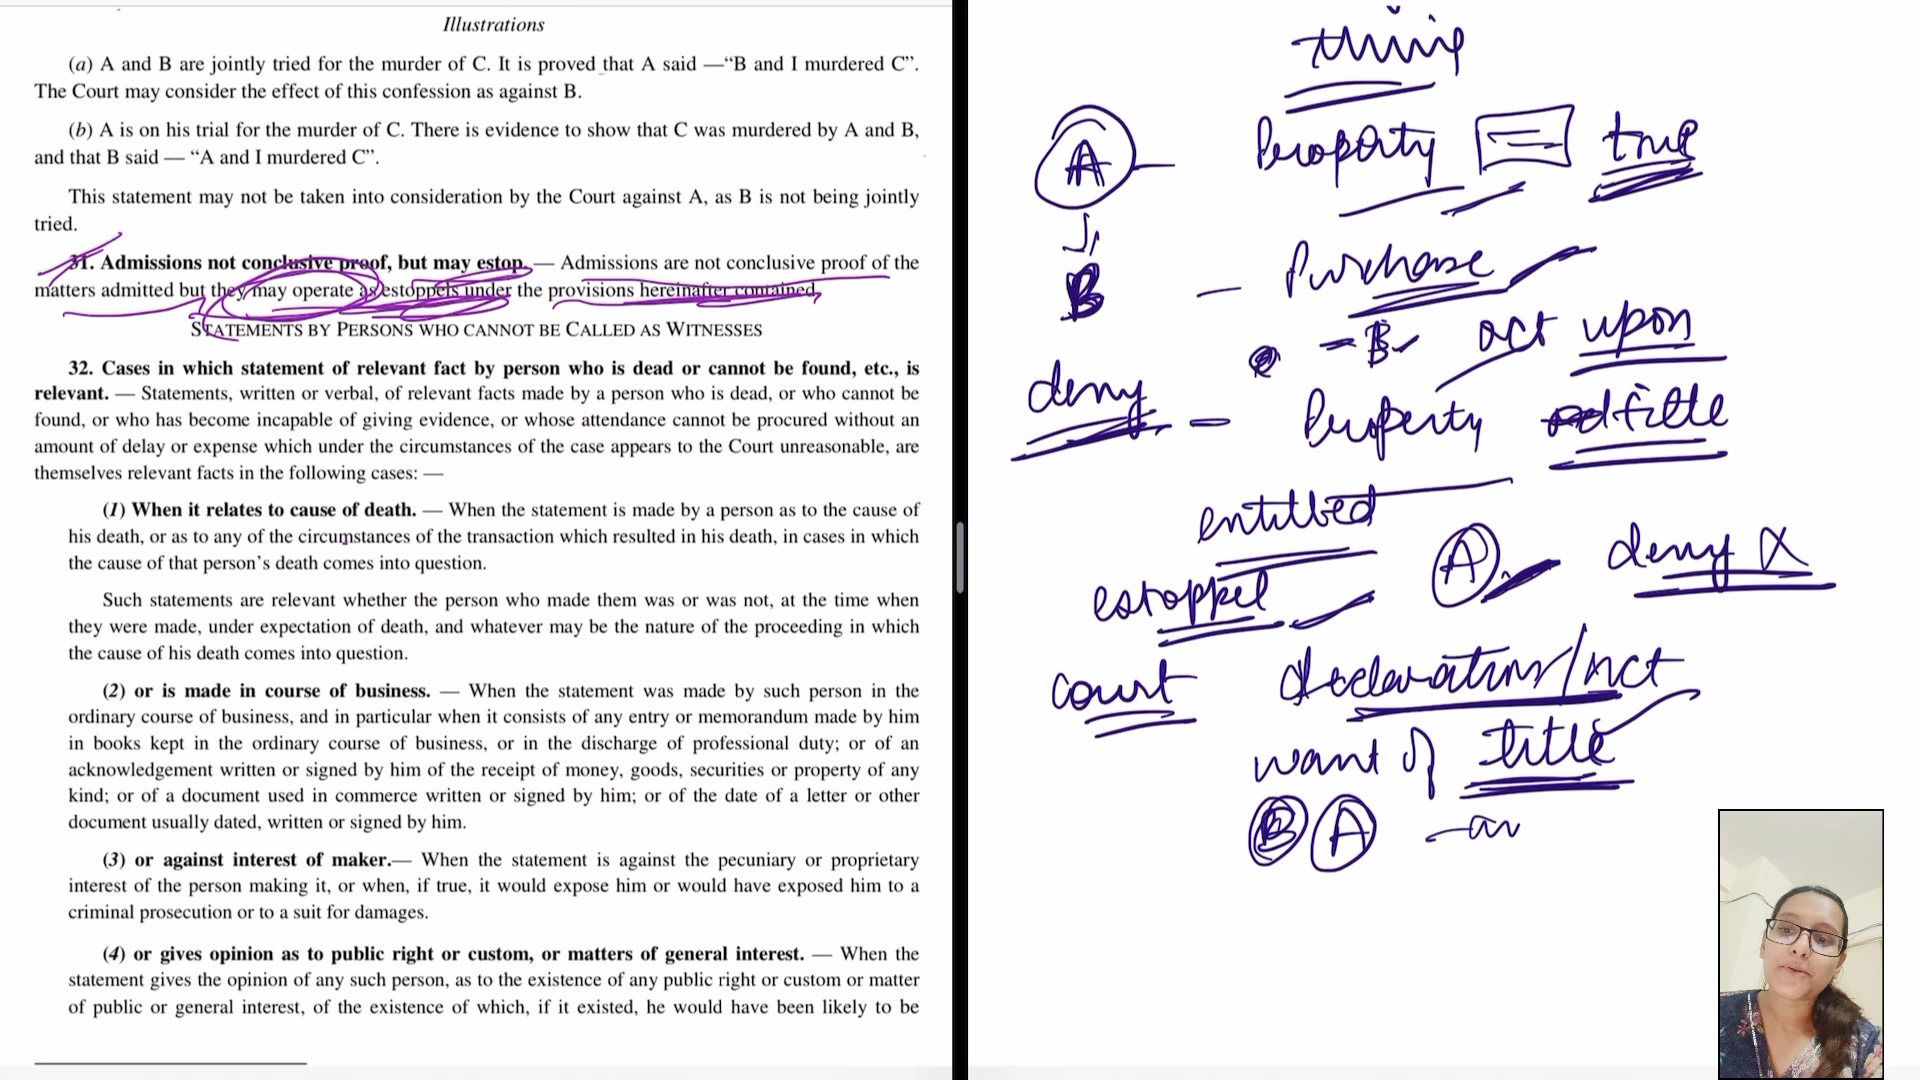 Illustrations
(a) A and B are jointly tried for the murder of C. It is proved that A said —“B and I murdered C”.
The Court may consider the effect of this confession as against B.
(b) A is on his trial for the murder of C. There is evidence to show that C was murdered by A and B,
and that B said — “A and I murdered C”.
This statement may not be taken into consideration by the Court against A, as B is not being jointly
tried.
31. Admissions not conclusive proof, but may estop. — Admissions are not conclusive proof of the
matters admitted but they may operate as estoppels under the provisions hereinafter contained.
STATEMENTS BY PERSONS WHO CANNOT BE CALLED AS WITNESSES
32. Cases in which statement of relevant fact by person who is dead or cannot be found, etc., is
relevant. — Statements, written or verbal, of relevant facts made by a person who is dead, or who cannot be
found, or who has become incapable of giving evidence, or whose attendance cannot be procured without an
amount of delay or expense which under the circumstances of the case appears to the Court unreasonable, are
themselves relevant facts in the following cases: —
(1) When it relates to cause of death. — When the statement is made by a person as to the cause of
his death, or as to any of the circumstances of the transaction which resulted in his death, in cases in which
the cause of that person’s death comes into question.
Such statements are relevant whether the person who made them was or was not, at the time when
they were made, under expectation of death, and whatever may be the nature of the proceeding in which
the cause of his death comes into question.
(2) or is made in course of business. — When the statement was made by such person in the
ordinary course of business, and in particular when it consists of any entry or memorandum made by him
in books kept in the ordinary course of business, or in the discharge of professional duty; or of an
acknowledgement written or signed by him of the receipt of money, goods, securities or property of any
kind; or of a document used in commerce written or signed by him; or of the date of a letter or other
document usually dated, written or signed by him.
(3) or against interest of maker.— When the statement is against the pecuniary or proprietary
interest of the person making it, or when, if true, it would expose him or would have exposed him to a
criminal prosecution or to a suit for damages.
(4) or gives opinion as to public right or custom, or matters of general interest. — When the
statement gives the opinion of any such person, as to the existence of any public right or custom or matter
of public or general interest, of the existence of which, if it existed, he would have been likely to be
thing
A — Property true
B — Purchase
- B act upon
deny - Property title
entitled
estoppel A deny X
court declaration/act
want of title
B A